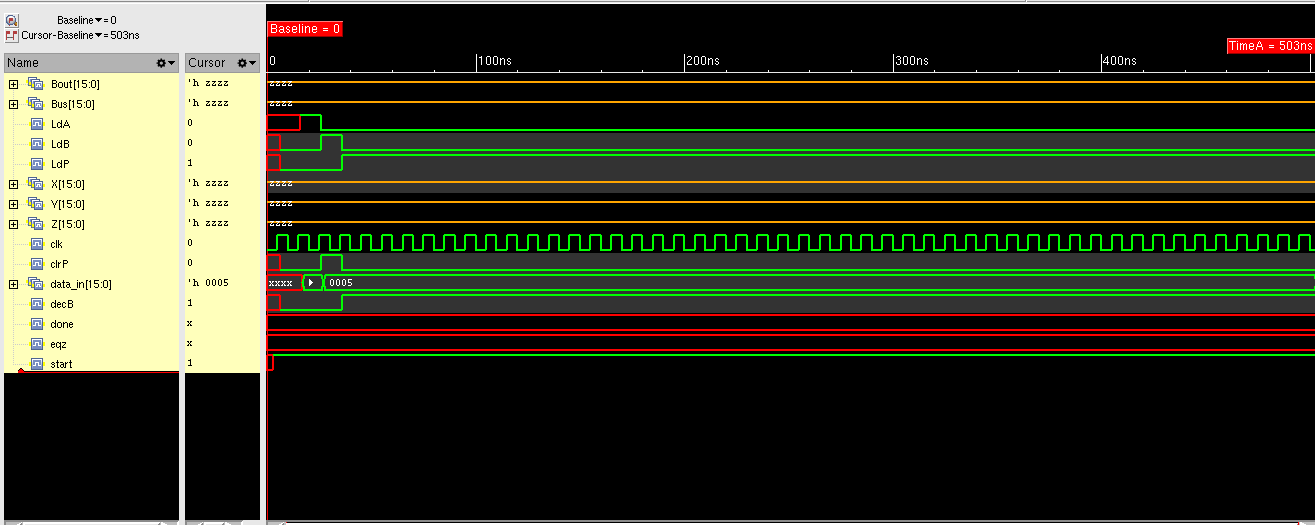 Baseline▼= 0
Cursor-Baseline▼= 503ns
Baseline = 0
TimeA = 503ns
Name Cursor 0 100ns 200ns 300ns 400ns
Bout[15:0] 'h zzzz zzzz
Bus[15:0] 'h zzzz zzzz
LdA 0
LdB 0
LdP 1
X[15:0] 'h zzzz zzzz
Y[15:0] 'h zzzz zzzz
Z[15:0] 'h zzzz zzzz
clk 0
clrP 0
data_in[15:0] 'h 0005 xxxx 0005
decB 1
done x
eqz x
start 1